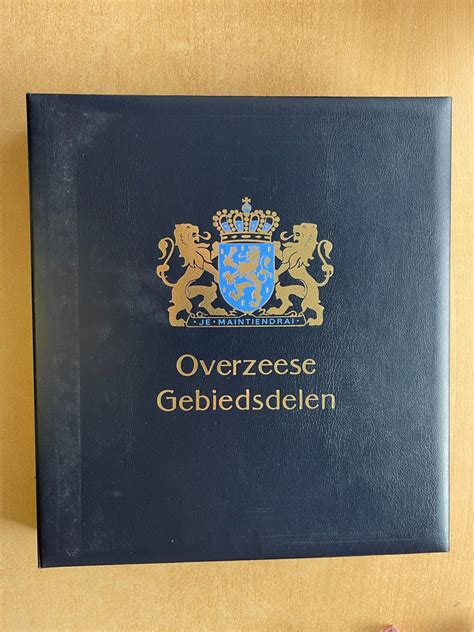 · JE · MAINTIENDRAI ·
Overzeese
Gebiedsdelen